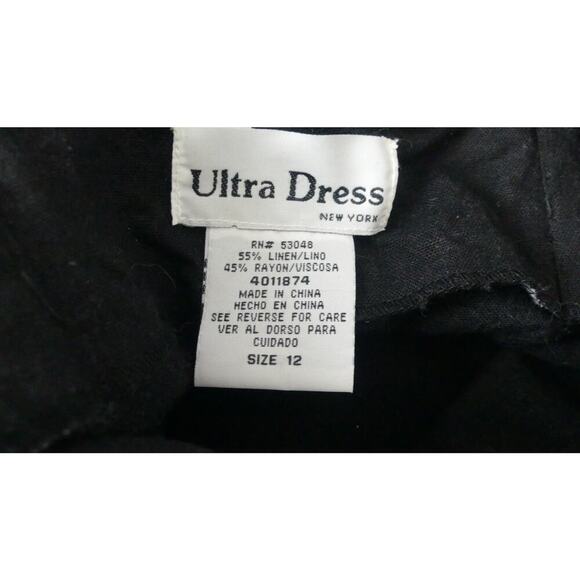 Ultra Dress
NEW YORK
RN# 53048
55% LINEN/LINO
45% RAYON/VISCOSA
4011874
MADE IN CHINA
HECHO EN CHINA
SEE REVERSE FOR CARE
VER AL DORSO PARA
CUIDADO
SIZE 12